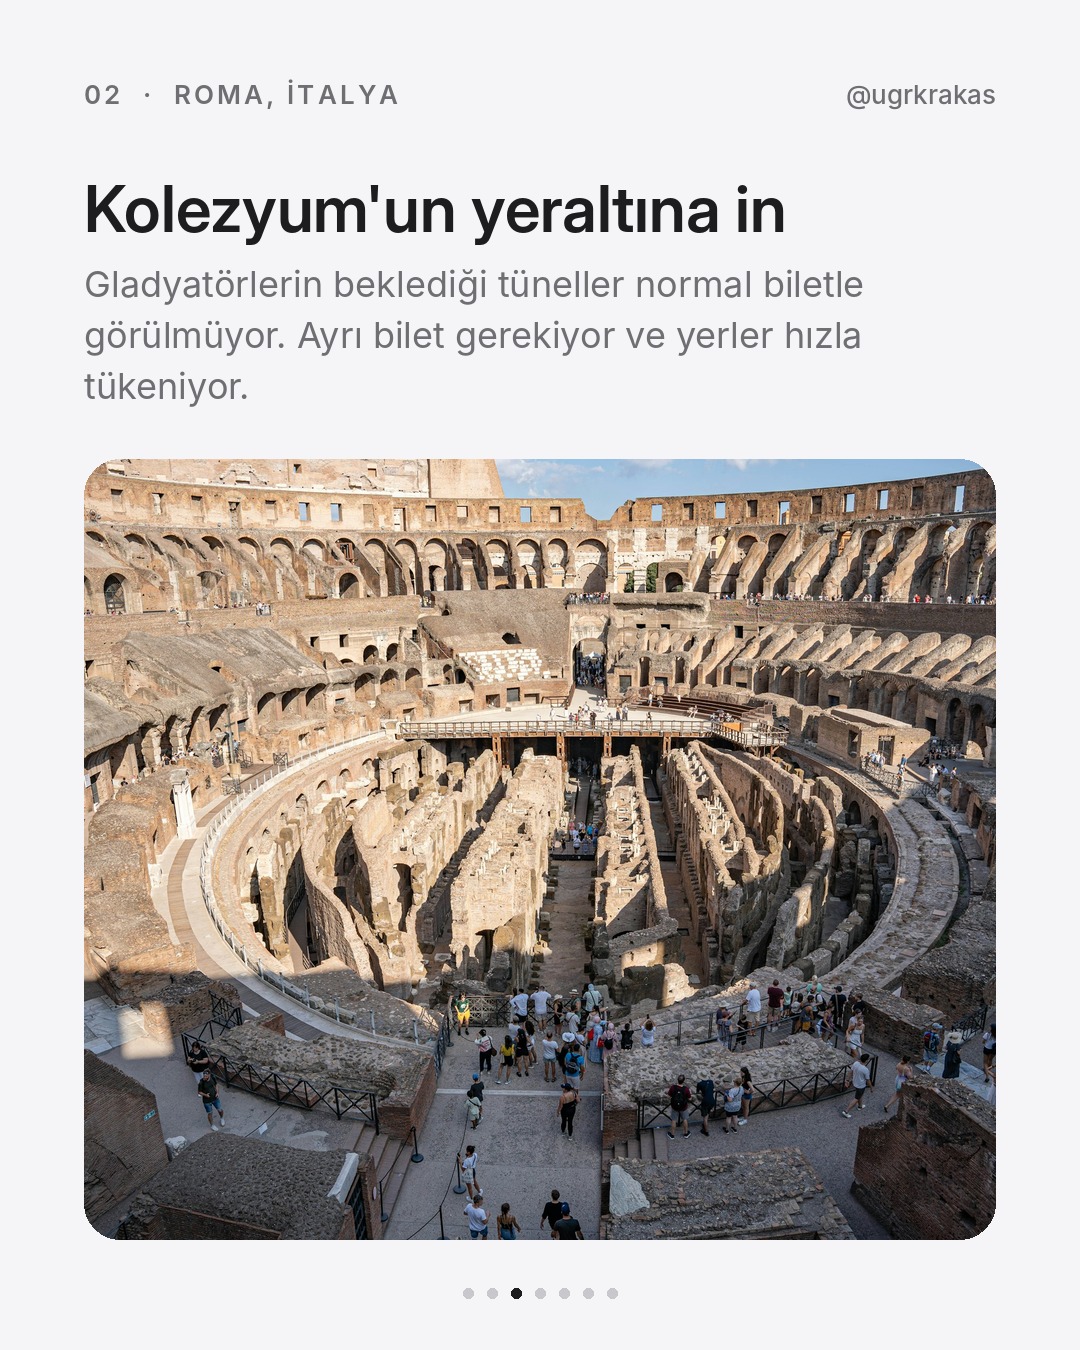 02 · ROMA, İTALYA
@ugrkrakas
Kolezyum'un yeraltına in
Gladyatörlerin beklediği tüneller normal biletle
görülmüyor. Ayrı bilet gerekiyor ve yerler hızla
tükeniyor.